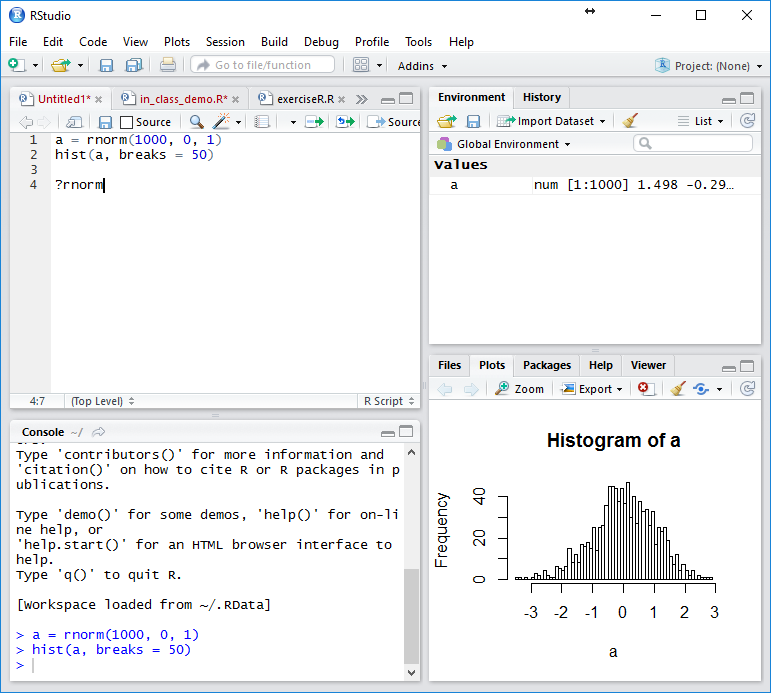 RStudio
File Edit Code View Plots Session Build Debug Profile Tools Help
Go to file/function Addins Project: (None)
Untitled1* in_class_demo.R* exerciseR.R
Source Source
1 a = rnorm(1000, 0, 1)
2 hist(a, breaks = 50)
3
4 ?rnorm
4:7 (Top Level) R Script
Console ~/
Type 'contributors()' for more information and
'citation()' on how to cite R or R packages in p
ublications.
Type 'demo()' for some demos, 'help()' for on-li
ne help, or
'help.start()' for an HTML browser interface to
help.
Type 'q()' to quit R.
[Workspace loaded from ~/.RData]
> a = rnorm(1000, 0, 1)
> hist(a, breaks = 50)
>
Environment History
Import Dataset List
Global Environment
Values
a num [1:1000] 1.498 -0.29…
Files Plots Packages Help Viewer
Zoom Export
Histogram of a
Frequency
40
20
0
-3 -2 -1 0 1 2 3
a